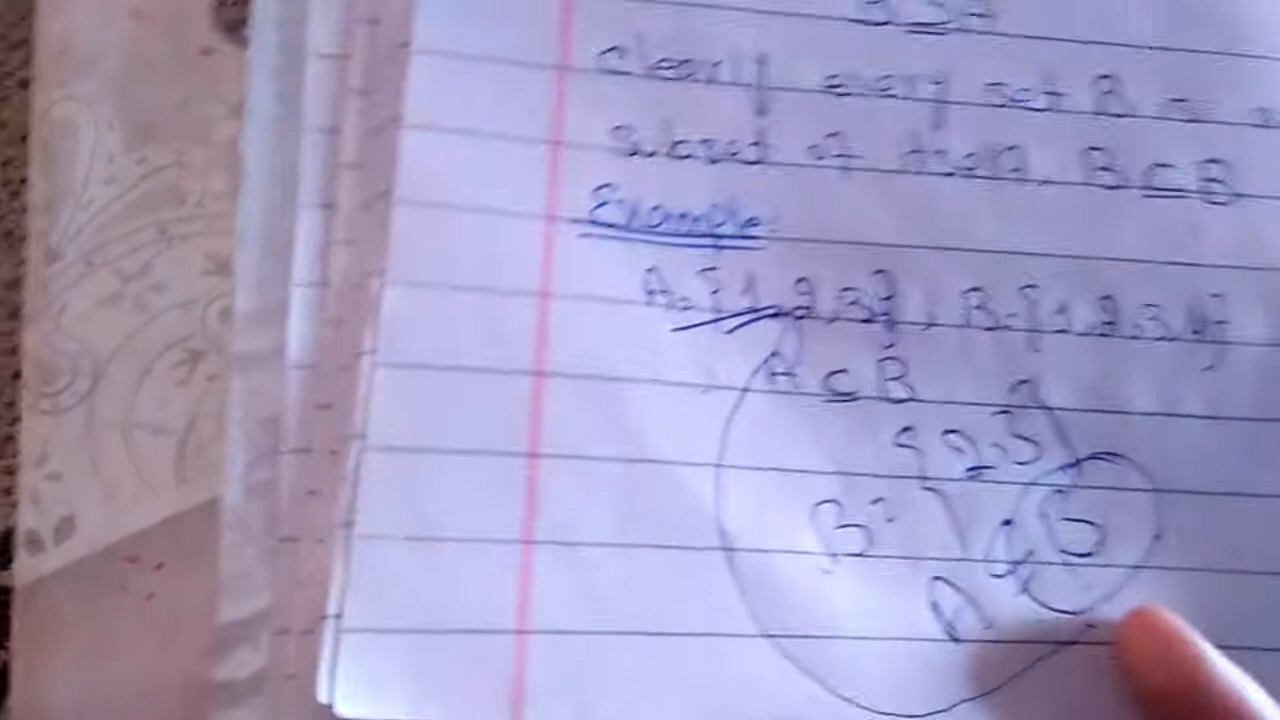 clearly every set B is a
subset of itself, B ⊆ B
Example:
A = {1, 2, 3}, B = {1, 2, 3, 4}
A ⊆ B
2, 3
B
B
A